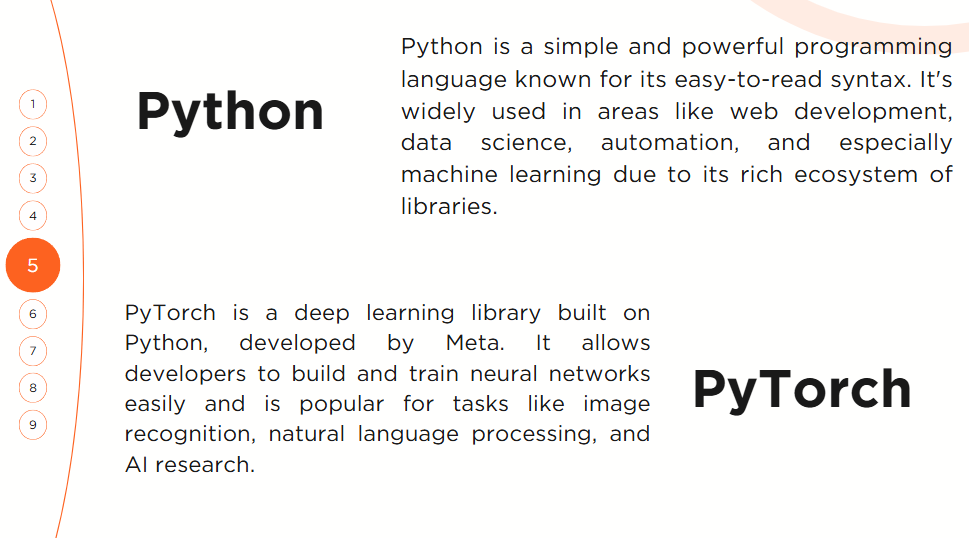 1
2
3
4
5
6
7
8
9
Python
Python is a simple and powerful programming
language known for its easy-to-read syntax. It's
widely used in areas like web development,
data science, automation, and especially
machine learning due to its rich ecosystem of
libraries.
PyTorch is a deep learning library built on
Python, developed by Meta. It allows
developers to build and train neural networks
easily and is popular for tasks like image
recognition, natural language processing, and
AI research.
PyTorch